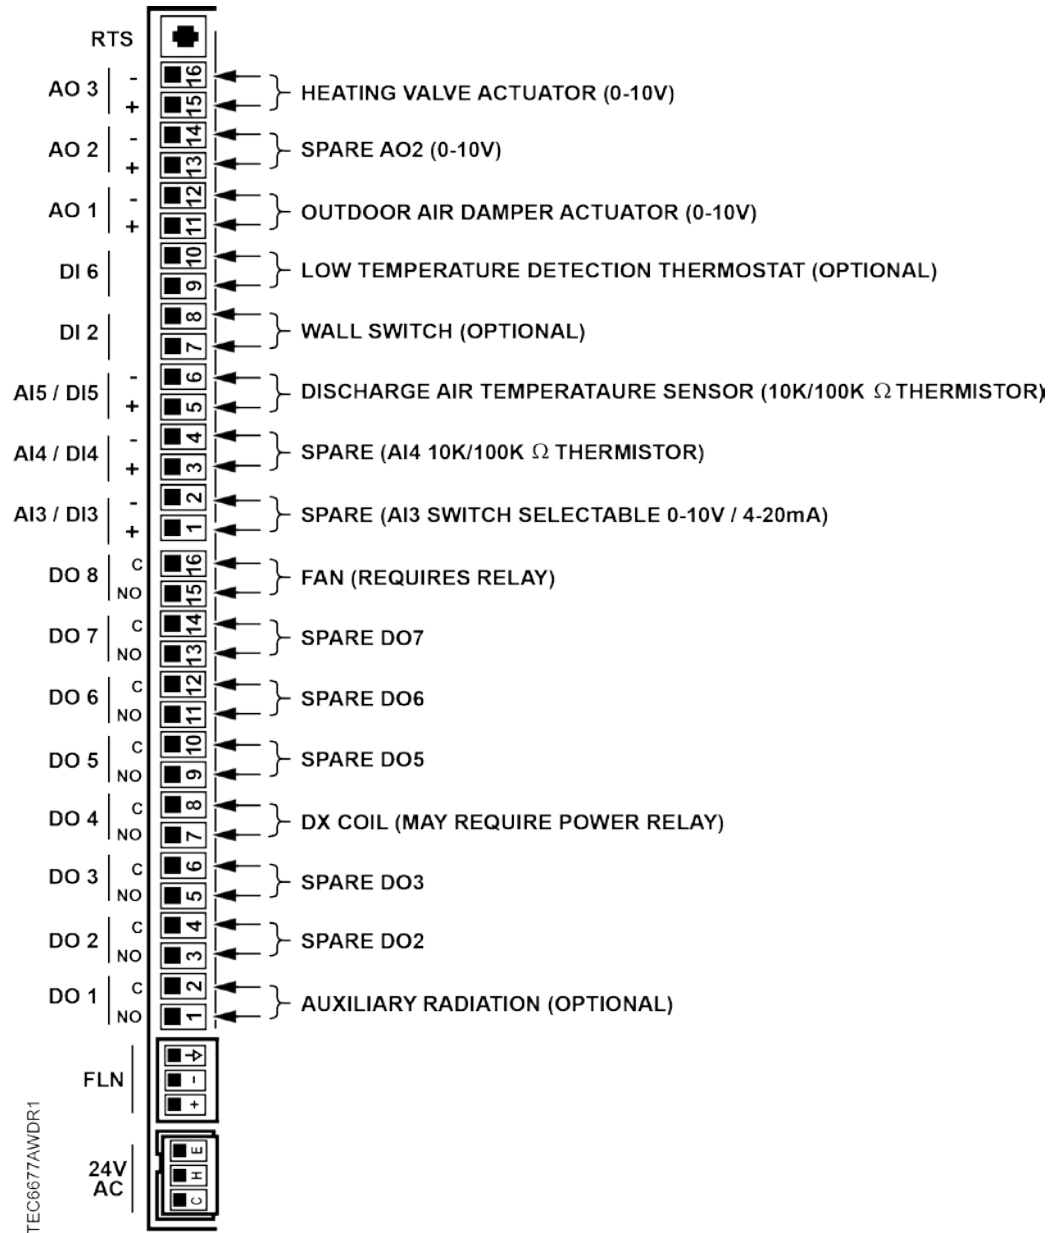 RTS
AO 3 - 16
+ 15
HEATING VALVE ACTUATOR (0-10V)
AO 2 - 14
+ 13
SPARE AO2 (0-10V)
AO 1 - 12
+ 11
OUTDOOR AIR DAMPER ACTUATOR (0-10V)
DI 6 10
9
LOW TEMPERATURE DETECTION THERMOSTAT (OPTIONAL)
DI 2 8
7
WALL SWITCH (OPTIONAL)
AI5 / DI5 - 6
+ 5
DISCHARGE AIR TEMPERATAURE SENSOR (10K/100K Ω THERMISTOR)
AI4 / DI4 - 4
+ 3
SPARE (AI4 10K/100K Ω THERMISTOR)
AI3 / DI3 - 2
+ 1
SPARE (AI3 SWITCH SELECTABLE 0-10V / 4-20mA)
DO 8 C 16
NO 15
FAN (REQUIRES RELAY)
DO 7 C 14
NO 13
SPARE DO7
DO 6 C 12
NO 11
SPARE DO6
DO 5 C 10
NO 9
SPARE DO5
DO 4 C 8
NO 7
DX COIL (MAY REQUIRE POWER RELAY)
DO 3 C 6
NO 5
SPARE DO3
DO 2 C 4
NO 3
SPARE DO2
DO 1 C 2
NO 1
AUXILIARY RADIATION (OPTIONAL)
FLN
-
+
24V
AC
E
H
C
TEC6677AWDR1